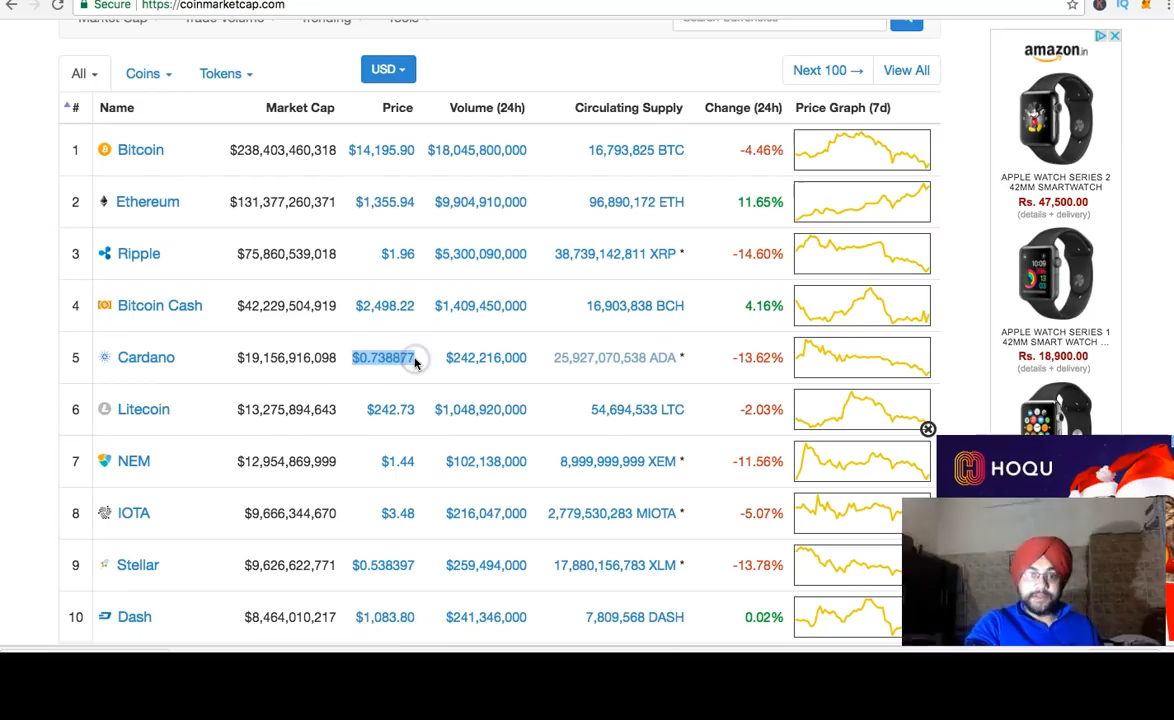 Secure https://coinmarketcap.com
Market Cap Trade Volume Trending Tools Search Currencies
All Coins Tokens USD Next 100 → View All
# Name Market Cap Price Volume (24h) Circulating Supply Change (24h) Price Graph (7d)
1 Bitcoin $238,403,460,318 $14,195.90 $18,045,800,000 16,793,825 BTC -4.46%
2 Ethereum $131,377,260,371 $1,355.94 $9,904,910,000 96,890,172 ETH 11.65%
3 Ripple $75,860,539,018 $1.96 $5,300,090,000 38,739,142,811 XRP * -14.60%
4 Bitcoin Cash $42,229,504,919 $2,498.22 $1,409,450,000 16,903,838 BCH 4.16%
5 Cardano $19,156,916,098 $0.738877 $242,216,000 25,927,070,538 ADA * -13.62%
6 Litecoin $13,275,894,643 $242.73 $1,048,920,000 54,694,533 LTC -2.03%
7 NEM $12,954,869,999 $1.44 $102,138,000 8,999,999,999 XEM * -11.56%
8 IOTA $9,666,344,670 $3.48 $216,047,000 2,779,530,283 MIOTA * -5.07%
9 Stellar $9,626,622,771 $0.538397 $259,494,000 17,880,156,783 XLM * -13.78%
10 Dash $8,464,010,217 $1,083.80 $241,346,000 7,809,568 DASH 0.02%
amazon.in
APPLE WATCH SERIES 2
42MM SMARTWATCH
Rs. 47,500.00
(details + delivery)
APPLE WATCH SERIES 1
42MM SMART WATCH ...
Rs. 18,900.00
(details + delivery)
HOQU